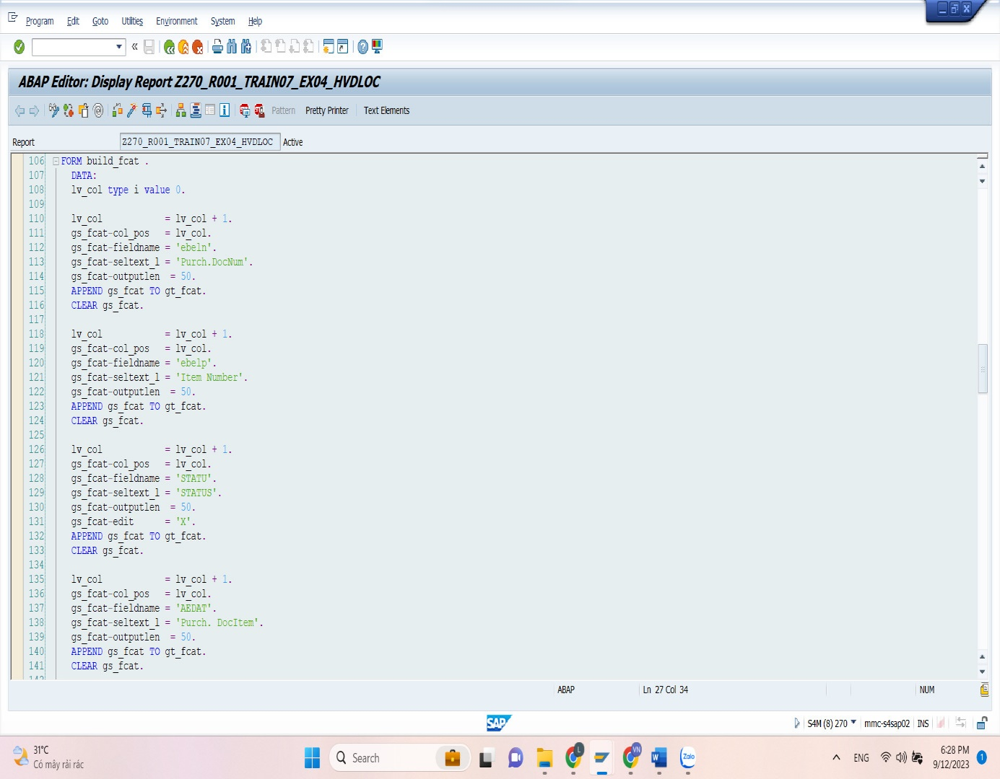 Program Edit Goto Utilities Environment System Help
«
ABAP Editor: Display Report Z270_R001_TRAIN07_EX04_HVDLOC
Pattern Pretty Printer Text Elements
Report Z270_R001_TRAIN07_EX04_HVDLOC Active
106 FORM build_fcat .
107 DATA:
108 lv_col type i value 0.
109
110 lv_col = lv_col + 1.
111 gs_fcat-col_pos = lv_col.
112 gs_fcat-fieldname = 'ebeln'.
113 gs_fcat-seltext_l = 'Purch.DocNum'.
114 gs_fcat-outputlen = 50.
115 APPEND gs_fcat TO gt_fcat.
116 CLEAR gs_fcat.
117
118 lv_col = lv_col + 1.
119 gs_fcat-col_pos = lv_col.
120 gs_fcat-fieldname = 'ebelp'.
121 gs_fcat-seltext_l = 'Item Number'.
122 gs_fcat-outputlen = 50.
123 APPEND gs_fcat TO gt_fcat.
124 CLEAR gs_fcat.
125
126 lv_col = lv_col + 1.
127 gs_fcat-col_pos = lv_col.
128 gs_fcat-fieldname = 'STATU'.
129 gs_fcat-seltext_l = 'STATUS'.
130 gs_fcat-outputlen = 50.
131 gs_fcat-edit = 'X'.
132 APPEND gs_fcat TO gt_fcat.
133 CLEAR gs_fcat.
134
135 lv_col = lv_col + 1.
136 gs_fcat-col_pos = lv_col.
137 gs_fcat-fieldname = 'AEDAT'.
138 gs_fcat-seltext_l = 'Purch. DocItem'.
139 gs_fcat-outputlen = 50.
140 APPEND gs_fcat TO gt_fcat.
141 CLEAR gs_fcat.
142
ABAP Ln 27 Col 34 NUM
SAP S4M (8) 270 mmc-s4sap02 INS
31°C
Có mây rải rác
Search
L
VN
W
Zalo
ENG
6:28 PM
9/12/2023
1